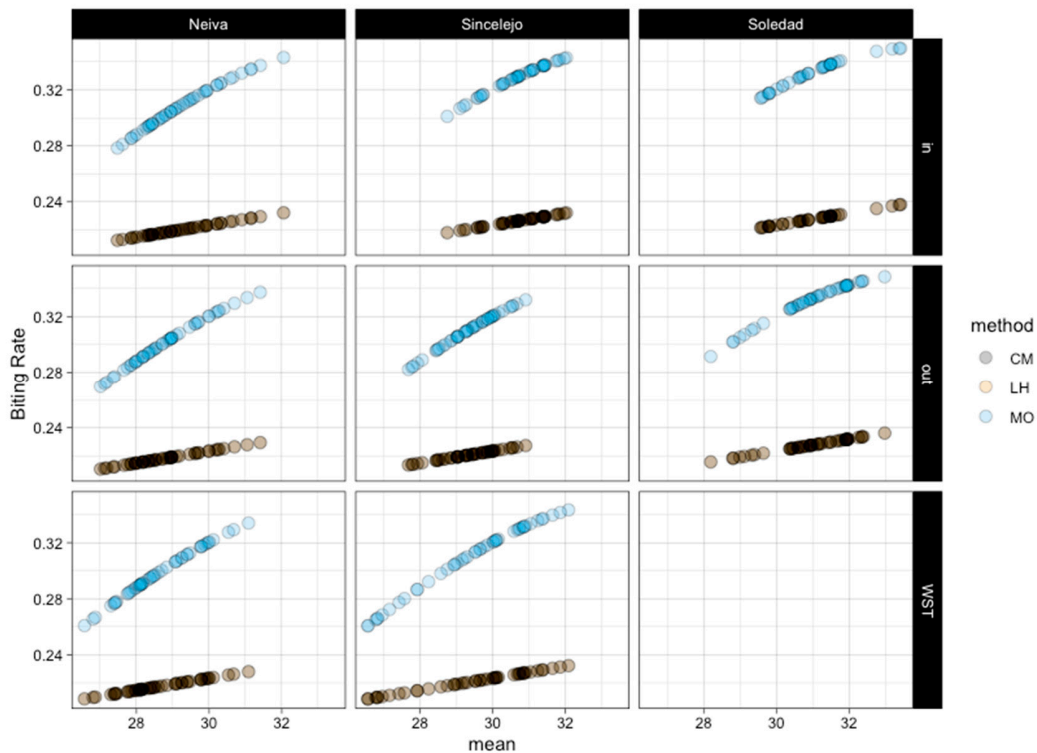 Neiva Sincelejo Soledad
0.32
0.28
0.24
in
0.32
0.28
0.24
out
0.32
0.28
0.24
WST
28 30 32 28 30 32 28 30 32
mean
Biting Rate
method
CM
LH
MO